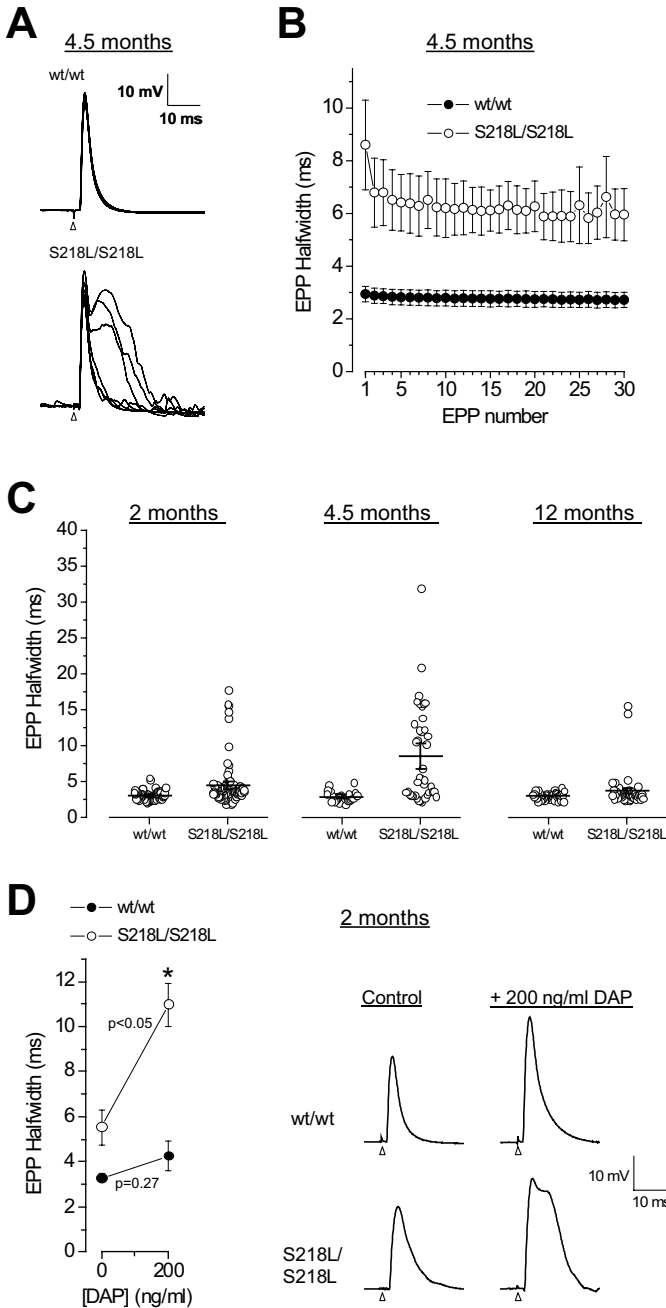 A
4.5 months
wt/wt
10 mV
10 ms
S218L/S218L
B
4.5 months
wt/wt
S218L/S218L
EPP Halfwidth (ms)
10
8
6
4
2
0
1 5 10 15 20 25 30
EPP number
C
2 months 4.5 months 12 months
EPP Halfwidth (ms)
40
35
30
25
20
15
10
5
0
wt/wt S218L/S218L wt/wt S218L/S218L wt/wt S218L/S218L
D
wt/wt
S218L/S218L
EPP Halfwidth (ms)
12
10
8
6
4
2
0
*
p<0.05
p=0.27
0 200
[DAP] (ng/ml)
2 months
Control + 200 ng/ml DAP
wt/wt
10 mV
10 ms
S218L/
S218L